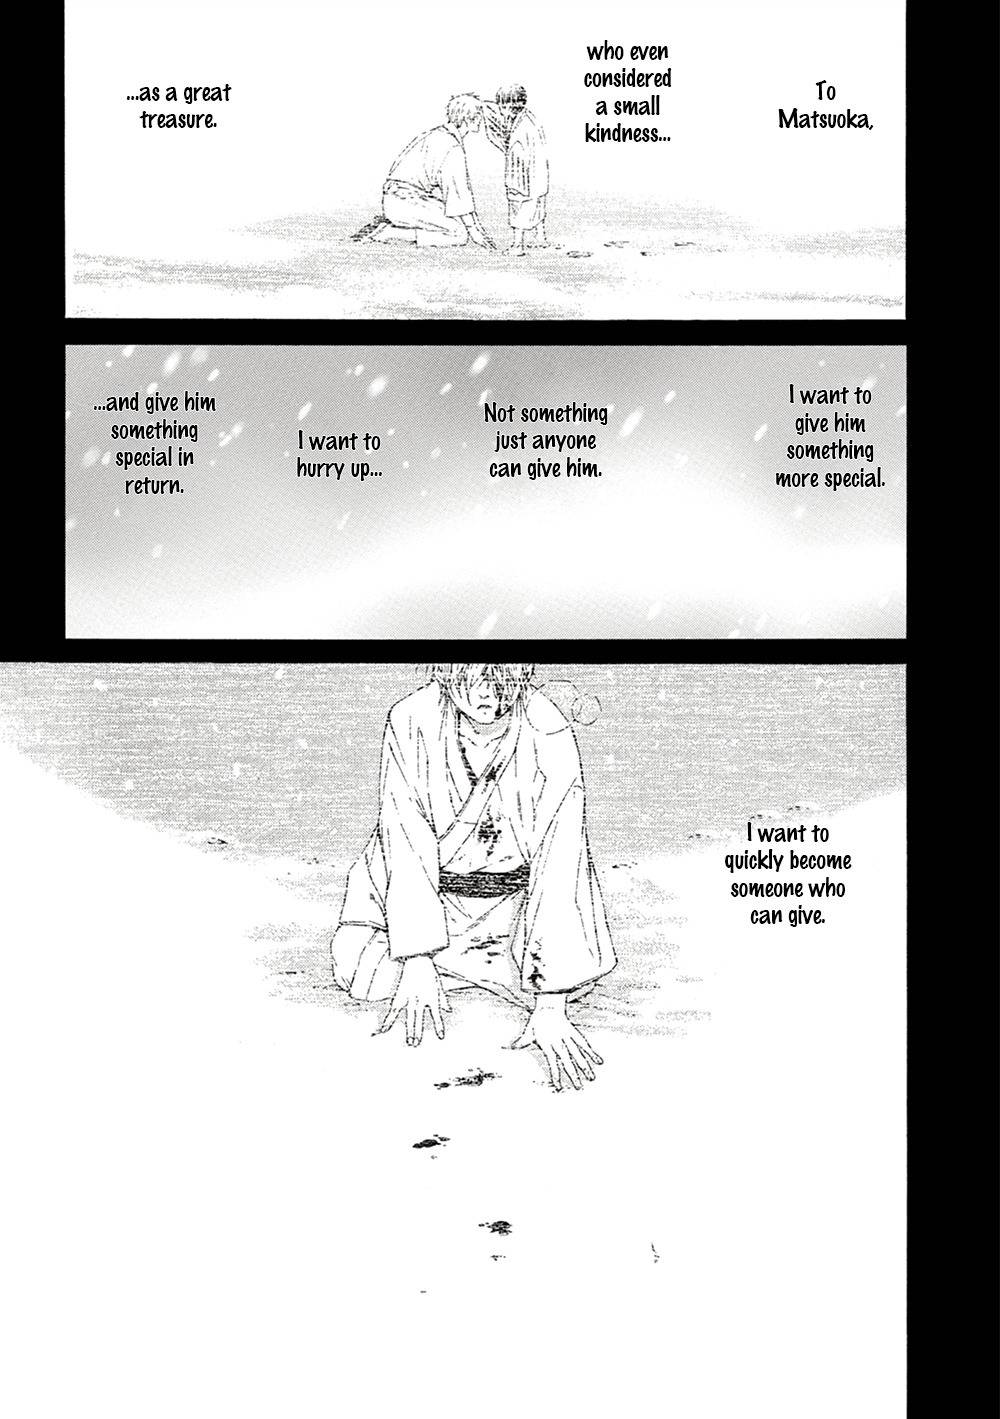 To
Matsuoka,
who even
considered
a small
kindness...
...as a great
treasure.
I want to
give him
something
more special.
Not something
just anyone
can give him.
I want to
hurry up...
...and give him
something
special in
return.
I want to
quickly become
someone who
can give.